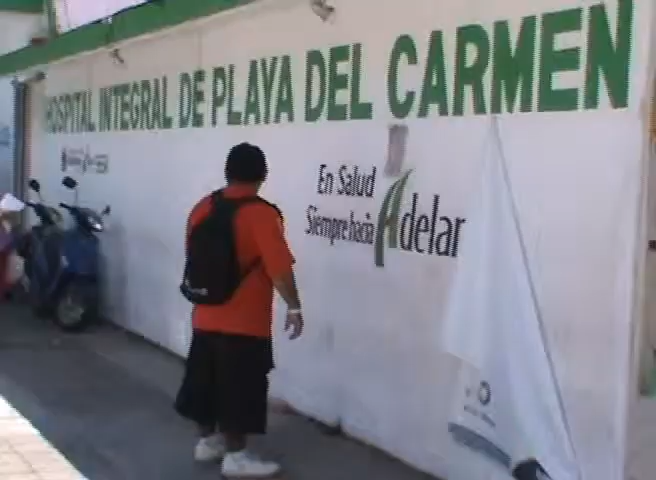 HOSPITAL INTEGRAL DE PLAYA DEL CARMEN
En Salud
Siempre hacia Adelante